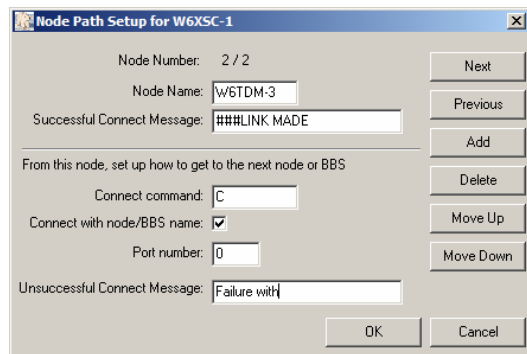 Node Path Setup for W6XSC-1
Node Number: 2 / 2
Node Name: W6TDM-3
Successful Connect Message: ###LINK MADE
From this node, set up how to get to the next node or BBS
Connect command: C
Connect with node/BBS name:
Port number: 0
Unsuccessful Connect Message: Failure with
Next
Previous
Add
Delete
Move Up
Move Down
OK
Cancel